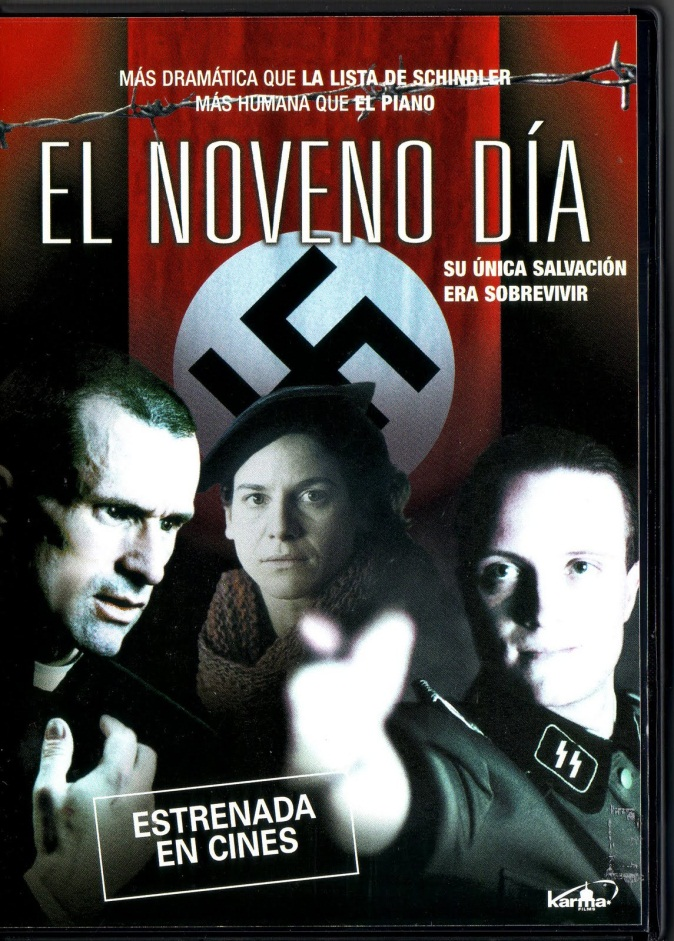 MÁS DRAMÁTICA QUE LA LISTA DE SCHINDLER
MÁS HUMANA QUE EL PIANO
EL NOVENO DÍA
SU ÚNICA SALVACIÓN
ERA SOBREVIVIR
ESTRENADA
EN CINES
karma
FILMS